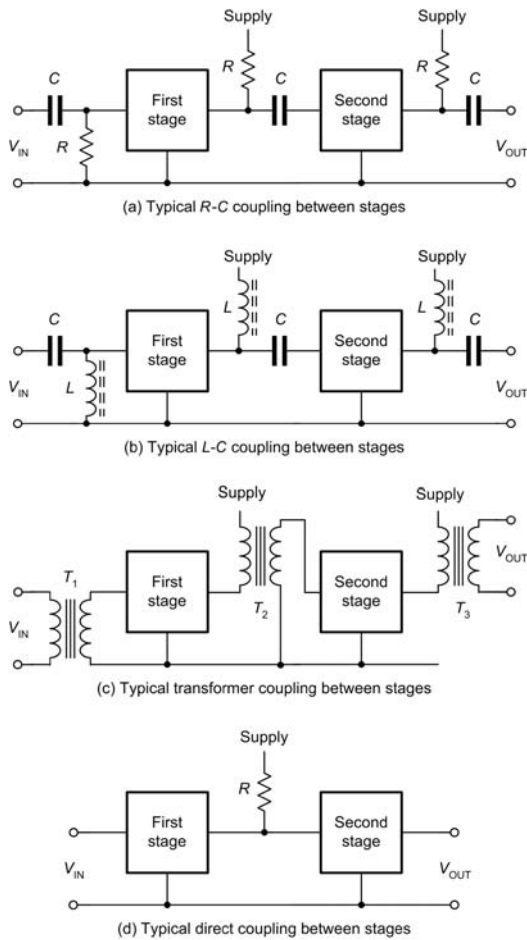 Supply Supply
R R
C C C
First stage
Second stage
V_IN R V_OUT
(a) Typical R-C coupling between stages
Supply Supply
L L
C C C
First stage
Second stage
V_IN L V_OUT
(b) Typical L-C coupling between stages
Supply Supply
T_1 First stage Second stage V_OUT
V_IN T_2 T_3
(c) Typical transformer coupling between stages
Supply
R
First stage
Second stage
V_IN V_OUT
(d) Typical direct coupling between stages